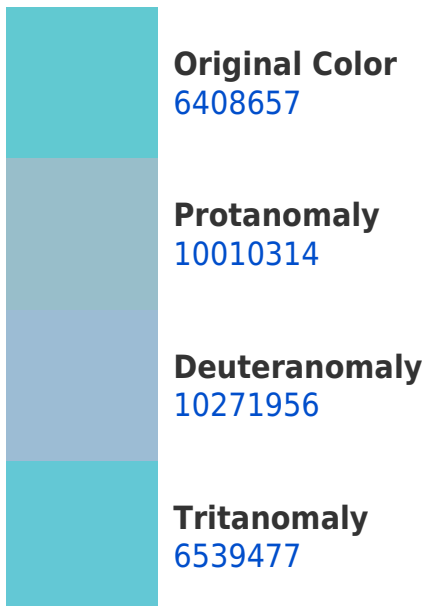 Original Color
6408657
Protanomaly
10010314
Deuteranomaly
10271956
Tritanomaly
6539477